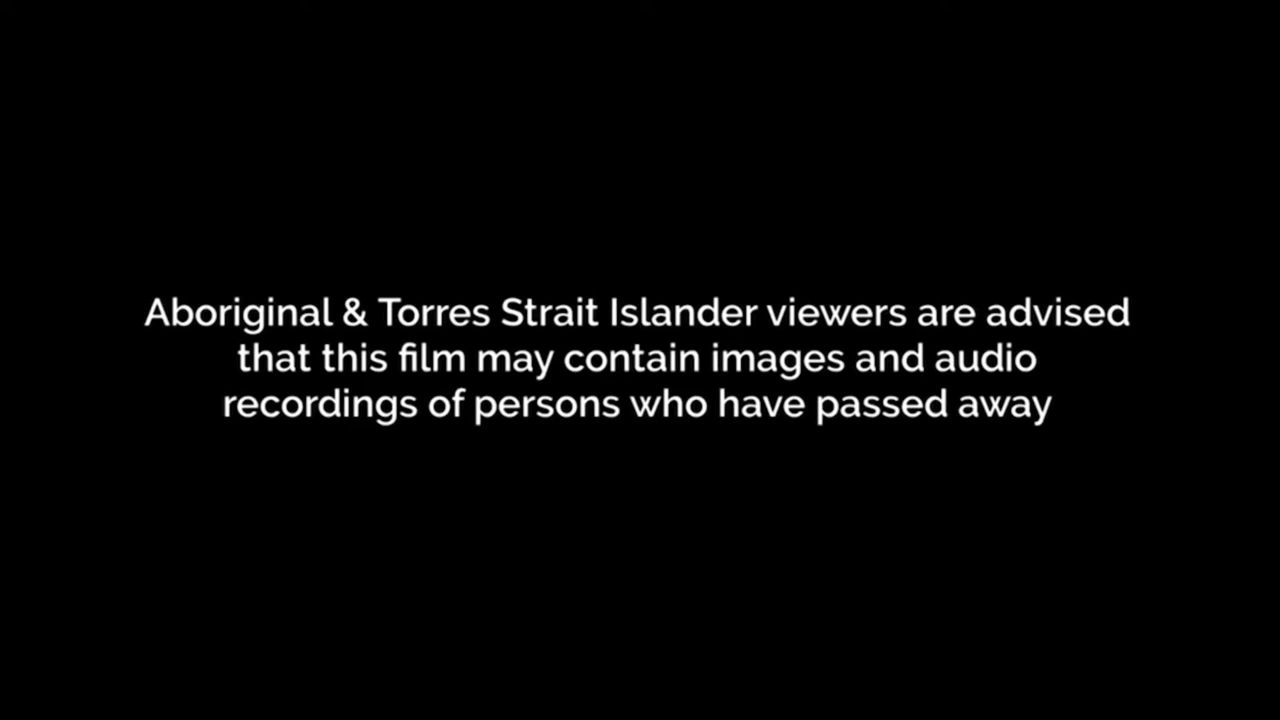 Aboriginal & Torres Strait Islander viewers are advised
that this film may contain images and audio
recordings of persons who have passed away